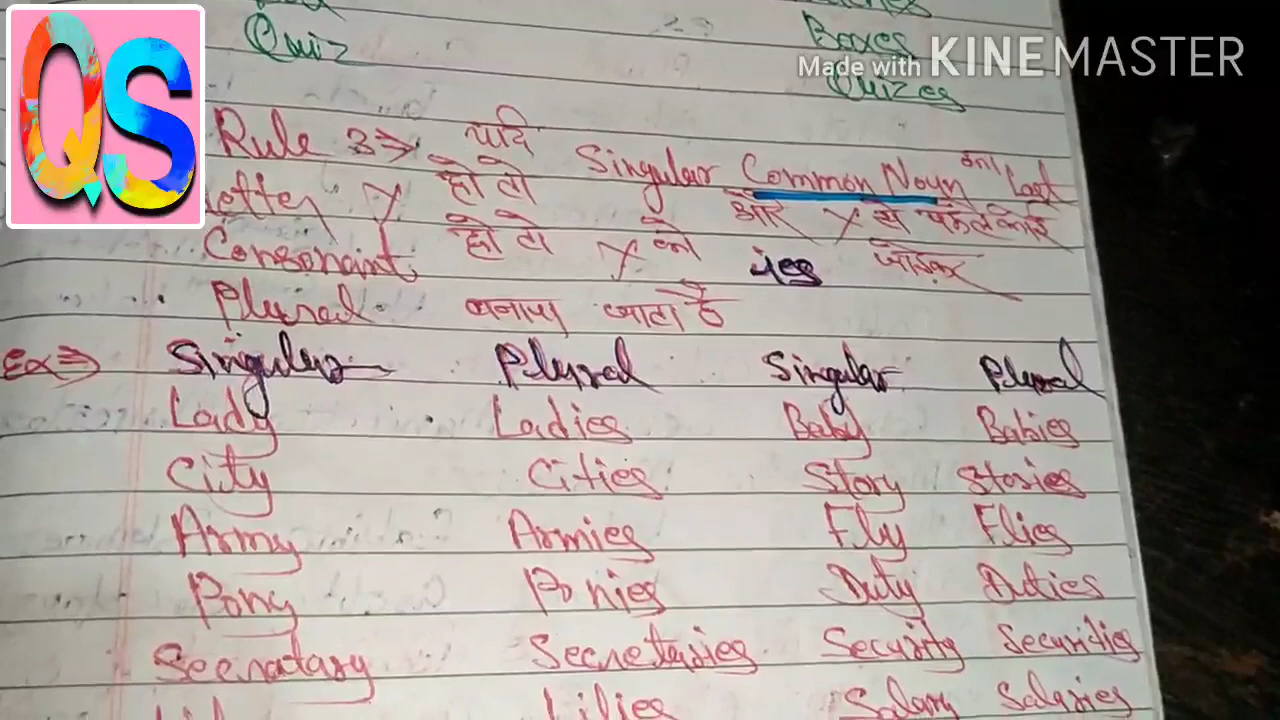 QS
Made with KINEMASTER
Quiz Boxes
Quizes
Rule 3⇒ यदि Singular Common Noun का Last
Letter Y हो तो और Y से पहले कोई
Consonant हो तो Y को ies जोड़कर
Plural बनाया जाता है
Ex⇒ Singular Plural Singular Plural
Lady Ladies Baby Babies
City Cities Story Stories
Army Armies Fly Flies
Pony Ponies Duty Duties
Secratary Secretaries Security Securities
Lilies Salary Salaries